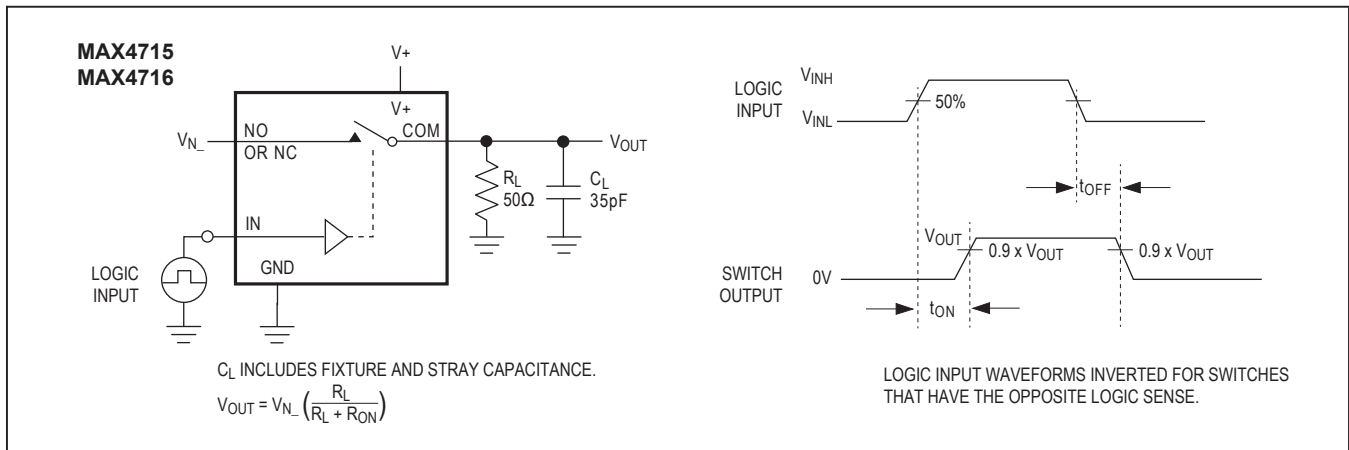 MAX4715
MAX4716
V+
V+
NO
OR NC
COM
V_N_
V_OUT
R_L
50Ω
C_L
35pF
IN
GND
LOGIC
INPUT
C_L INCLUDES FIXTURE AND STRAY CAPACITANCE.
V_OUT = V_N_ (R_L / (R_L + R_ON))
LOGIC
INPUT
V_INH
V_INL
50%
t_OFF
V_OUT
0.9 x V_OUT
0.9 x V_OUT
SWITCH
OUTPUT
0V
t_ON
LOGIC INPUT WAVEFORMS INVERTED FOR SWITCHES
THAT HAVE THE OPPOSITE LOGIC SENSE.